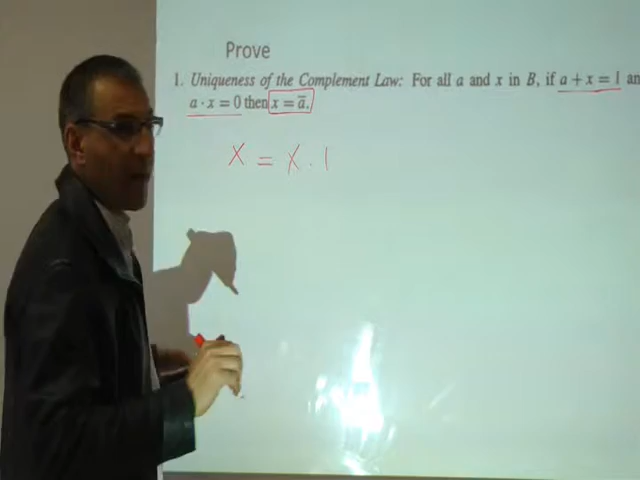 Prove
1. Uniqueness of the Complement Law: For all a and x in B, if a + x = 1 an
a · x = 0 then x = a̅.
X = X · 1